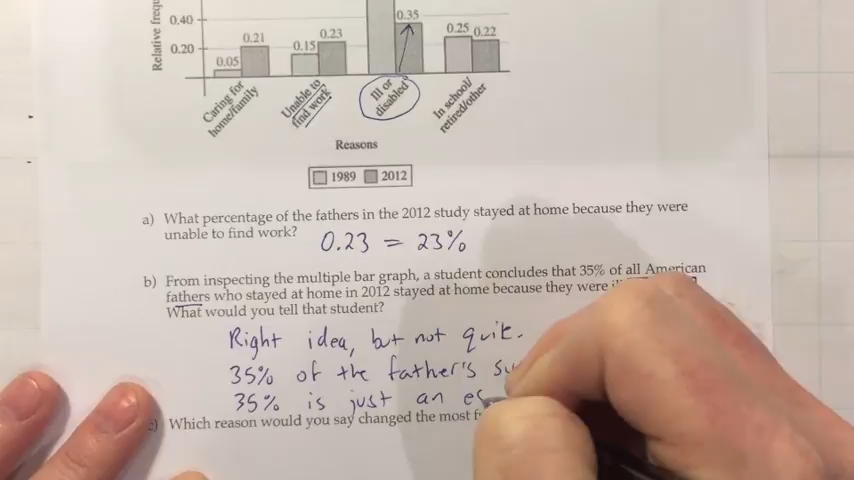 Relative freq
0.40
0.20
0.05
0.21
0.15
0.23
0.35
0.25 0.22
Caring for
home/family
Unable to
find work
Ill or
disabled
In school/
retired/other
Reasons
1989 2012
a) What percentage of the fathers in the 2012 study stayed at home because they were
unable to find work? 0.23 = 23%
b) From inspecting the multiple bar graph, a student concludes that 35% of all American
fathers who stayed at home in 2012 stayed at home because they were
What would you tell that student?
Right idea, but not quite.
35% of the father's su
35% is just an es
c) Which reason would you say changed the most f